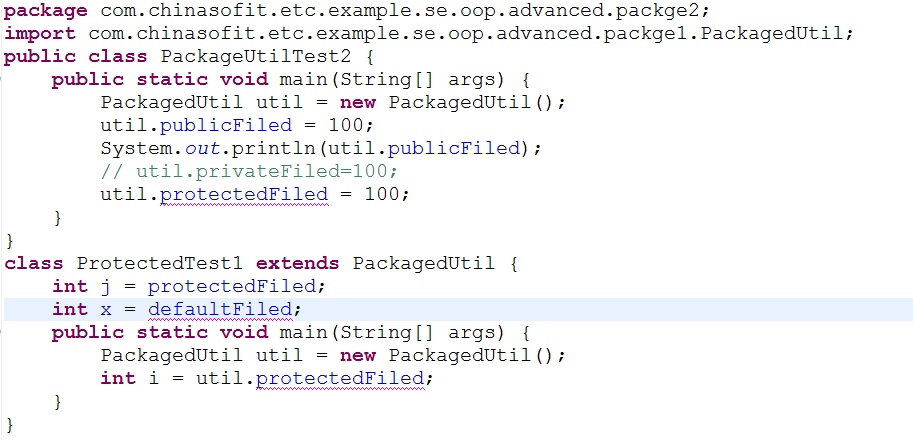 package com.chinasofit.etc.example.se.oop.advanced.packge2;
import com.chinasofit.etc.example.se.oop.advanced.packge1.PackagedUtil;
public class PackageUtilTest2 {
    public static void main(String[] args) {
        PackagedUtil util = new PackagedUtil();
        util.publicFiled = 100;
        System.out.println(util.publicFiled);
        // util.privateFiled=100;
        util.protectedFiled = 100;
    }
}
class ProtectedTest1 extends PackagedUtil {
    int j = protectedFiled;
    int x = defaultFiled;
    public static void main(String[] args) {
        PackagedUtil util = new PackagedUtil();
        int i = util.protectedFiled;
    }
}